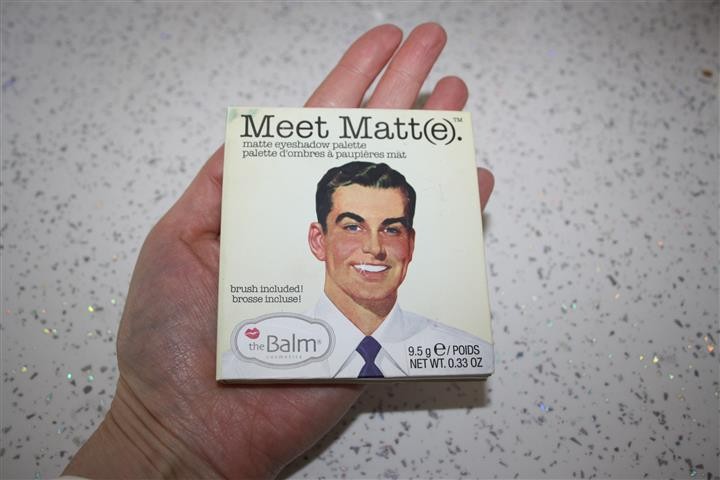 Meet Matt(e).™
matte eyeshadow palette
palette d'ombres à paupières mat
brush included!
brosse incluse!
the Balm®
cosmetics
9.5 g e / POIDS
NET WT. 0.33 OZ